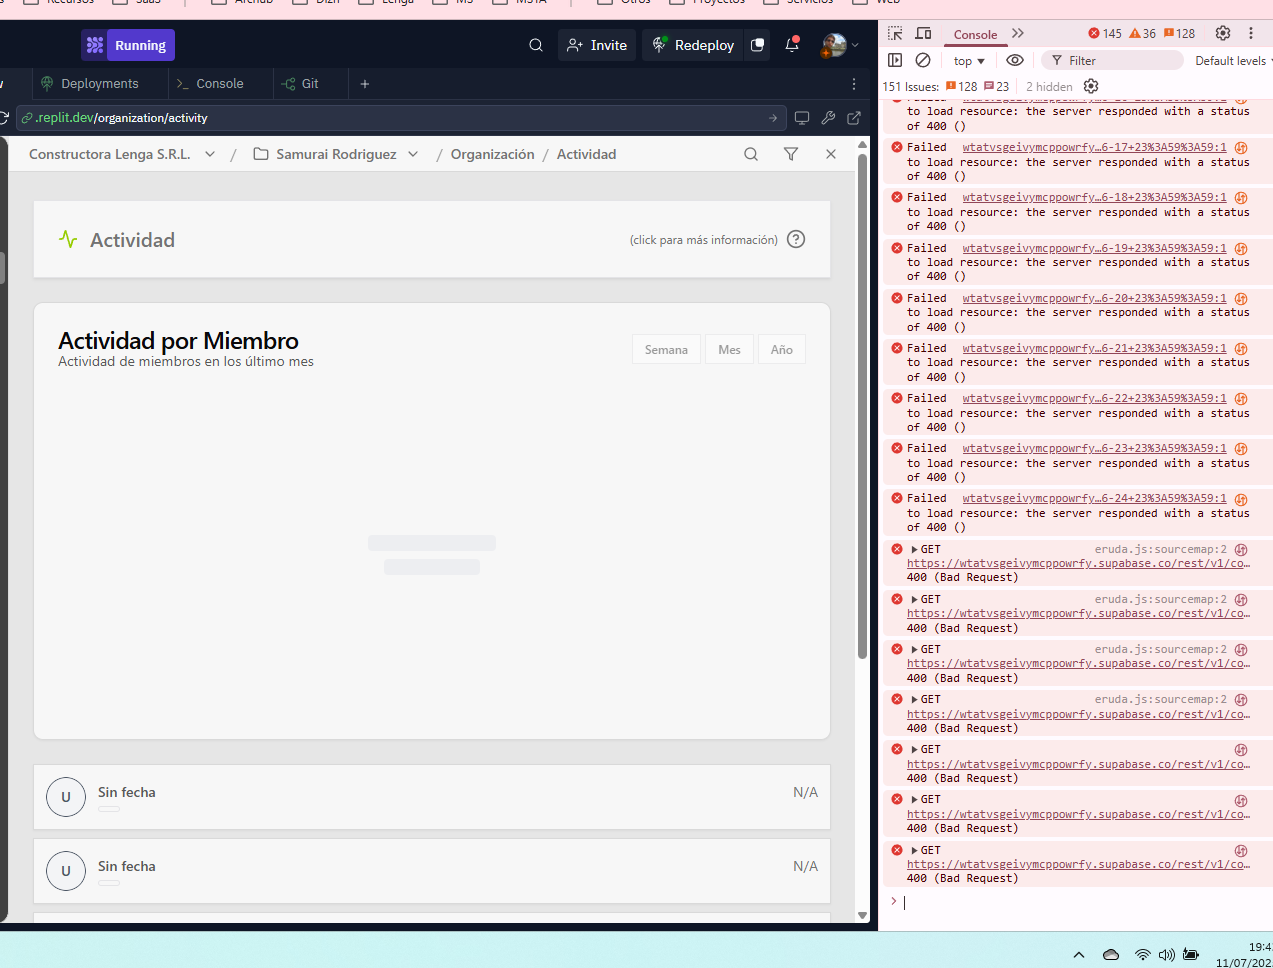 Recursos
SaaS
Archub
Dizn
Lenga
MS
MSTA
Otros
Proyectos
Servicios
Web
Running
Invite
Redeploy
Deployments
Console
Git
.replit.dev/organization/activity
Constructora Lenga S.R.L. / Samurai Rodriguez / Organización / Actividad
Actividad
(click para más información)
Actividad por Miembro
Actividad de miembros en los último mes
Semana
Mes
Año
U
Sin fecha
N/A
U
Sin fecha
N/A
Console
145
36
128
top
Filter
Default levels
151 Issues: 128 23 2 hidden
to load resource: the server responded with a status
of 400 ()
Failed wtatvsgeivymcppowrfy…6-17+23%3A59%3A59:1
to load resource: the server responded with a status
of 400 ()
Failed wtatvsgeivymcppowrfy…6-18+23%3A59%3A59:1
to load resource: the server responded with a status
of 400 ()
Failed wtatvsgeivymcppowrfy…6-19+23%3A59%3A59:1
to load resource: the server responded with a status
of 400 ()
Failed wtatvsgeivymcppowrfy…6-20+23%3A59%3A59:1
to load resource: the server responded with a status
of 400 ()
Failed wtatvsgeivymcppowrfy…6-21+23%3A59%3A59:1
to load resource: the server responded with a status
of 400 ()
Failed wtatvsgeivymcppowrfy…6-22+23%3A59%3A59:1
to load resource: the server responded with a status
of 400 ()
Failed wtatvsgeivymcppowrfy…6-23+23%3A59%3A59:1
to load resource: the server responded with a status
of 400 ()
Failed wtatvsgeivymcppowrfy…6-24+23%3A59%3A59:1
to load resource: the server responded with a status
of 400 ()
GET eruda.js:sourcemap:2
https://wtatvsgeivymcppowrfy.supabase.co/rest/v1/co…
400 (Bad Request)
GET eruda.js:sourcemap:2
https://wtatvsgeivymcppowrfy.supabase.co/rest/v1/co…
400 (Bad Request)
GET eruda.js:sourcemap:2
https://wtatvsgeivymcppowrfy.supabase.co/rest/v1/co…
400 (Bad Request)
GET eruda.js:sourcemap:2
https://wtatvsgeivymcppowrfy.supabase.co/rest/v1/co…
400 (Bad Request)
GET
https://wtatvsgeivymcppowrfy.supabase.co/rest/v1/co…
400 (Bad Request)
GET
https://wtatvsgeivymcppowrfy.supabase.co/rest/v1/co…
400 (Bad Request)
GET
https://wtatvsgeivymcppowrfy.supabase.co/rest/v1/co…
400 (Bad Request)
19:4
11/07/202